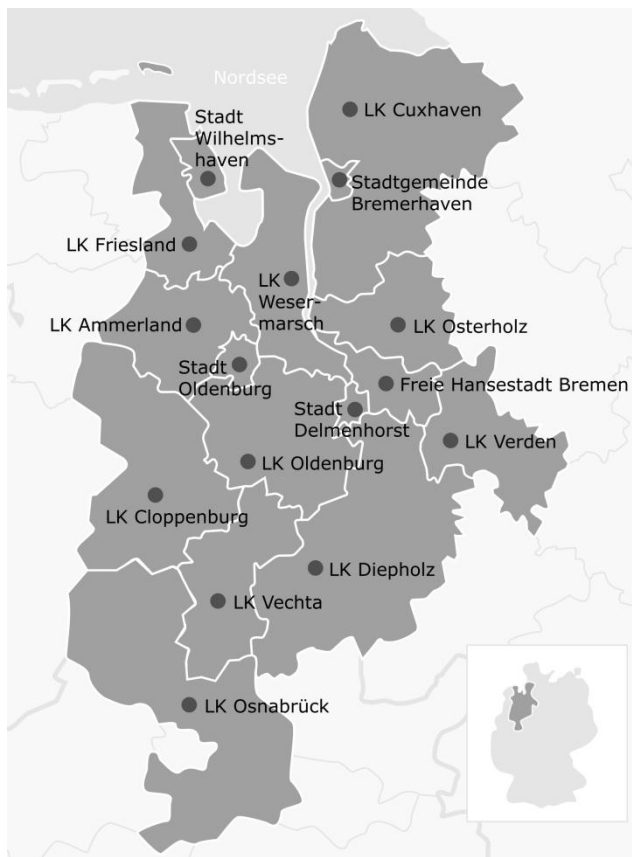 Nordsee
LK Cuxhaven
Stadt
Wilhelms-
haven
Stadtgemeinde
Bremerhaven
LK Friesland
LK
Weser-
marsch
LK Ammerland
LK Osterholz
Stadt
Oldenburg
Freie Hansestadt Bremen
Stadt
Delmenhorst
LK Verden
LK Oldenburg
LK Cloppenburg
LK Diepholz
LK Vechta
LK Osnabrück